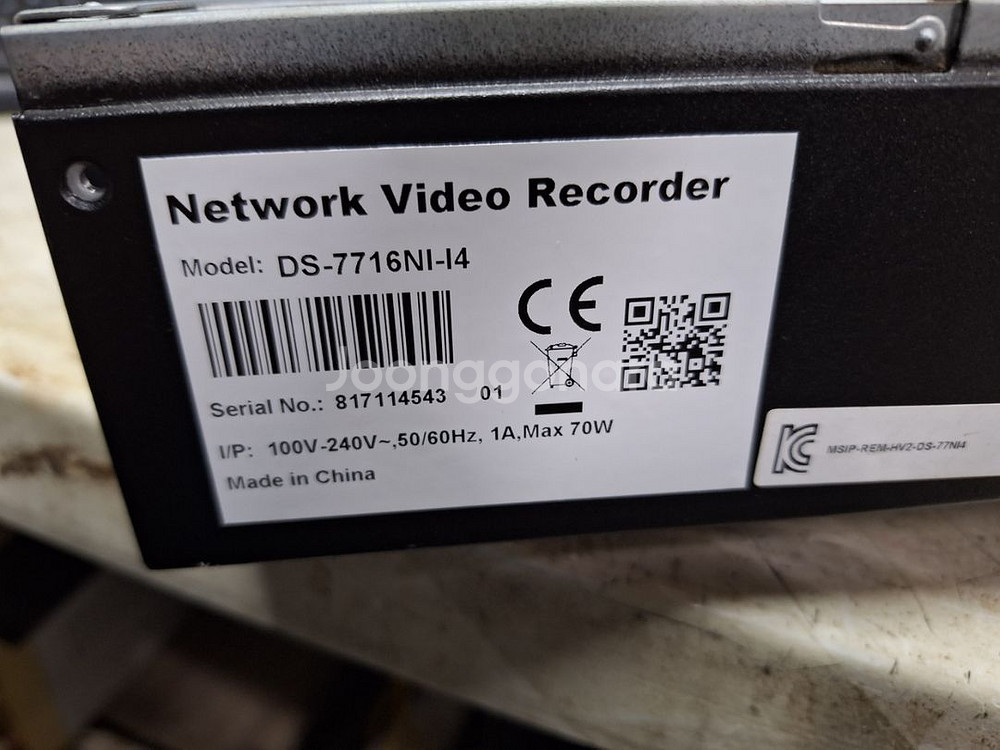 Network Video Recorder
Model: DS-7716NI-I4
CE
Serial No.: 817114543 01
I/P: 100V-240V~,50/60Hz, 1A,Max 70W
Made in China
MSIP-REM-HV2-DS-77NI4
Joonggona